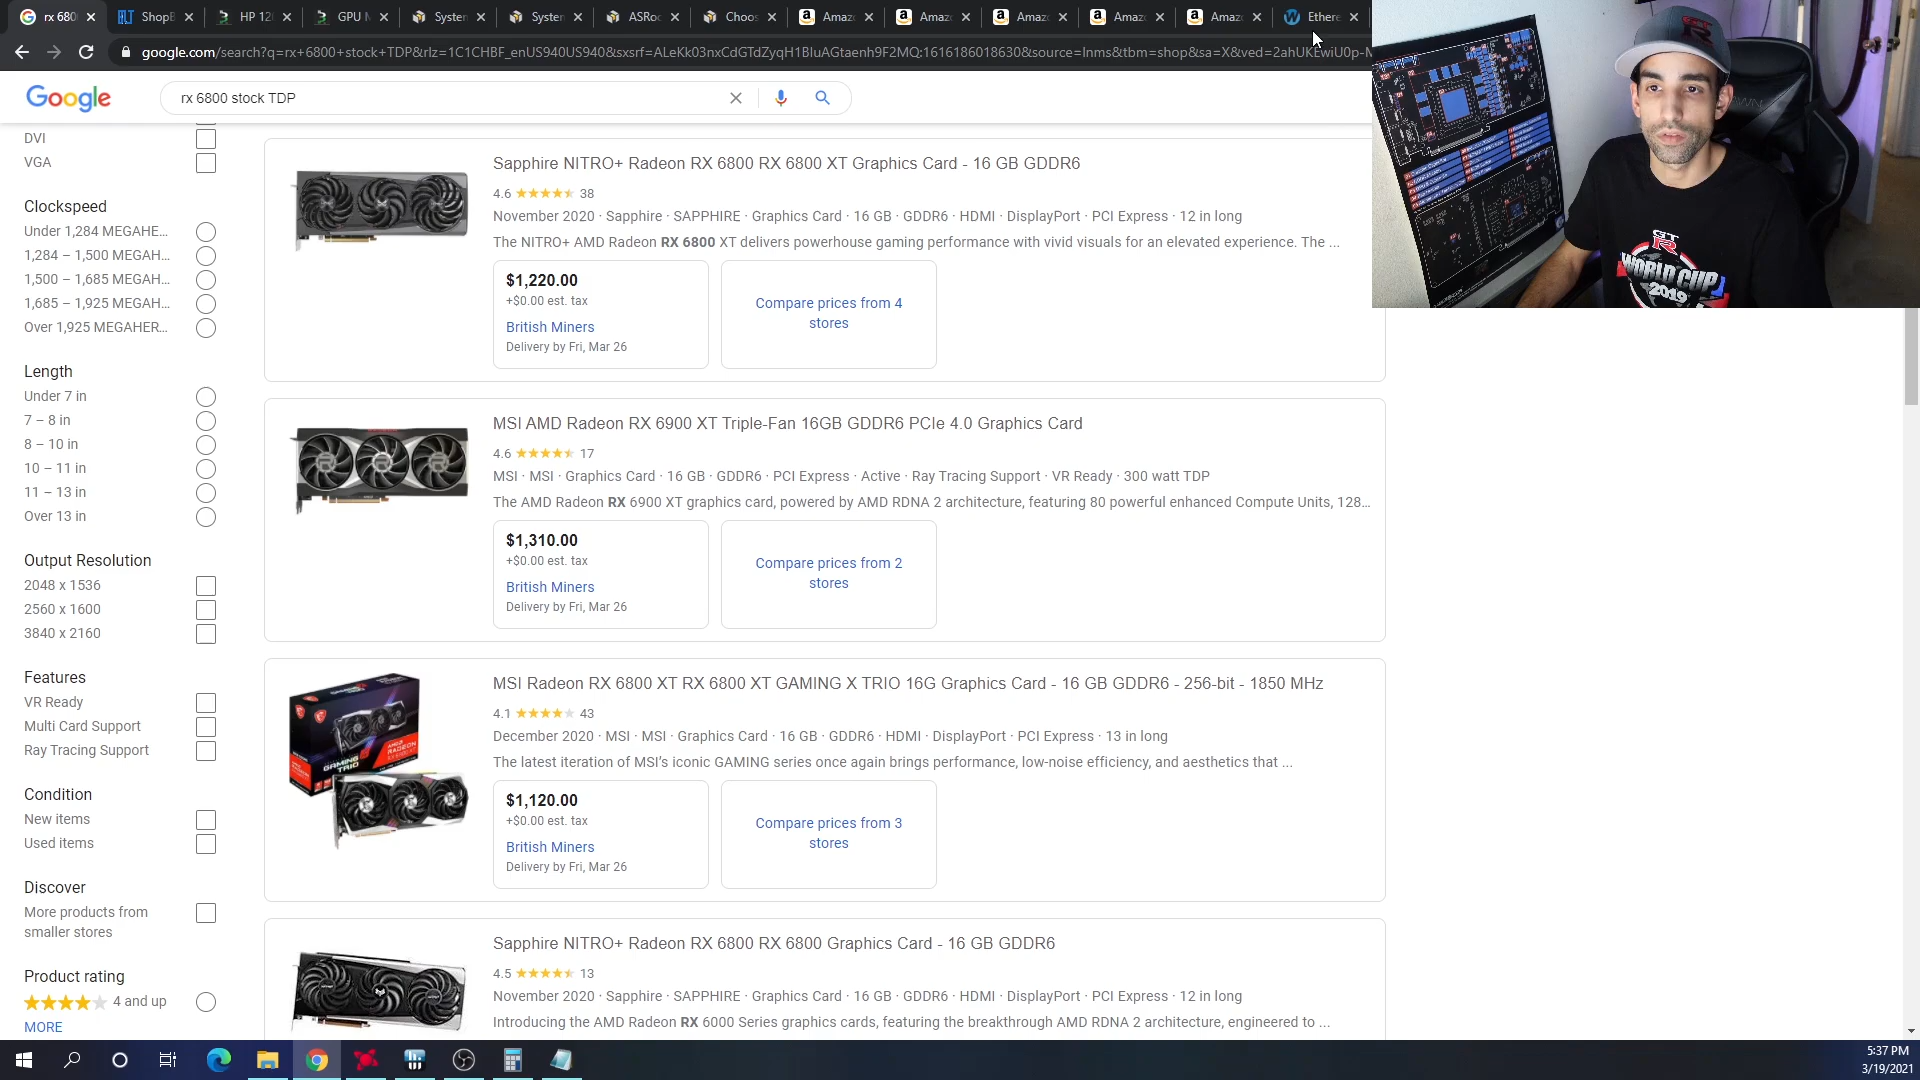 rx 680
ShopB
HP 12
GPU M
System
System
ASRoc
Choos
Amazo
Amazo
Amazo
Amazo
Amazo
Ethere
google.com/search?q=rx+6800+stock+TDP&rlz=1C1CHBF_enUS940US940&sxsrf=ALeKk03nxCdGTdZyqH1BluAGtaenh9F2MQ:1616186018630&source=lnms&tbm=shop&sa=X&ved=2ahUKEwiU0p-M
Google
rx 6800 stock TDP
DVI
VGA
Clockspeed
Under 1,284 MEGAHE...
1,284 – 1,500 MEGAH...
1,500 – 1,685 MEGAH...
1,685 – 1,925 MEGAH...
Over 1,925 MEGAHER...
Length
Under 7 in
7 – 8 in
8 – 10 in
10 – 11 in
11 – 13 in
Over 13 in
Output Resolution
2048 x 1536
2560 x 1600
3840 x 2160
Features
VR Ready
Multi Card Support
Ray Tracing Support
Condition
New items
Used items
Discover
More products from
smaller stores
Product rating
4 and up
MORE
Sapphire NITRO+ Radeon RX 6800 RX 6800 XT Graphics Card - 16 GB GDDR6
4.6 38
November 2020 · Sapphire · SAPPHIRE · Graphics Card · 16 GB · GDDR6 · HDMI · DisplayPort · PCI Express · 12 in long
The NITRO+ AMD Radeon RX 6800 XT delivers powerhouse gaming performance with vivid visuals for an elevated experience. The ...
$1,220.00
+$0.00 est. tax
British Miners
Delivery by Fri, Mar 26
Compare prices from 4
stores
MSI AMD Radeon RX 6900 XT Triple-Fan 16GB GDDR6 PCIe 4.0 Graphics Card
4.6 17
MSI · MSI · Graphics Card · 16 GB · GDDR6 · PCI Express · Active · Ray Tracing Support · VR Ready · 300 watt TDP
The AMD Radeon RX 6900 XT graphics card, powered by AMD RDNA 2 architecture, featuring 80 powerful enhanced Compute Units, 128...
$1,310.00
+$0.00 est. tax
British Miners
Delivery by Fri, Mar 26
Compare prices from 2
stores
MSI Radeon RX 6800 XT RX 6800 XT GAMING X TRIO 16G Graphics Card - 16 GB GDDR6 - 256-bit - 1850 MHz
4.1 43
December 2020 · MSI · MSI · Graphics Card · 16 GB · GDDR6 · HDMI · DisplayPort · PCI Express · 13 in long
The latest iteration of MSI's iconic GAMING series once again brings performance, low-noise efficiency, and aesthetics that ...
$1,120.00
+$0.00 est. tax
British Miners
Delivery by Fri, Mar 26
Compare prices from 3
stores
Sapphire NITRO+ Radeon RX 6800 RX 6800 Graphics Card - 16 GB GDDR6
4.5 13
November 2020 · Sapphire · SAPPHIRE · Graphics Card · 16 GB · GDDR6 · HDMI · DisplayPort · PCI Express · 12 in long
Introducing the AMD Radeon RX 6000 Series graphics cards, featuring the breakthrough AMD RDNA 2 architecture, engineered to ...
GT
R
WORLD CUP
2019
5:37 PM
3/19/2021